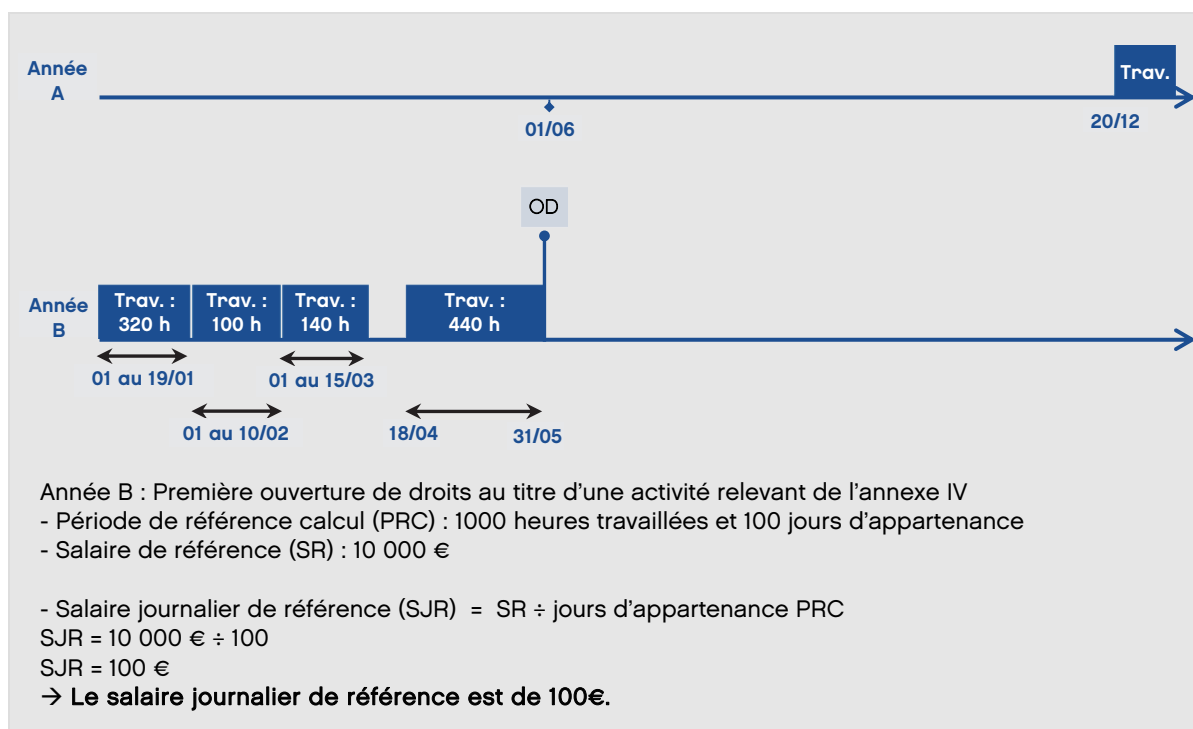 Année
A
Trav.
01/06
20/12
OD
Année
B
Trav. :
320 h
Trav. :
100 h
Trav. :
140 h
Trav. :
440 h
01 au 19/01
01 au 15/03
01 au 10/02
18/04
31/05
Année B : Première ouverture de droits au titre d’une activité relevant de l’annexe IV
- Période de référence calcul (PRC) : 1000 heures travaillées et 100 jours d’appartenance
- Salaire de référence (SR) : 10 000 €
- Salaire journalier de référence (SJR) = SR ÷ jours d’appartenance PRC
SJR = 10 000 € ÷ 100
SJR = 100 €
→ Le salaire journalier de référence est de 100€.